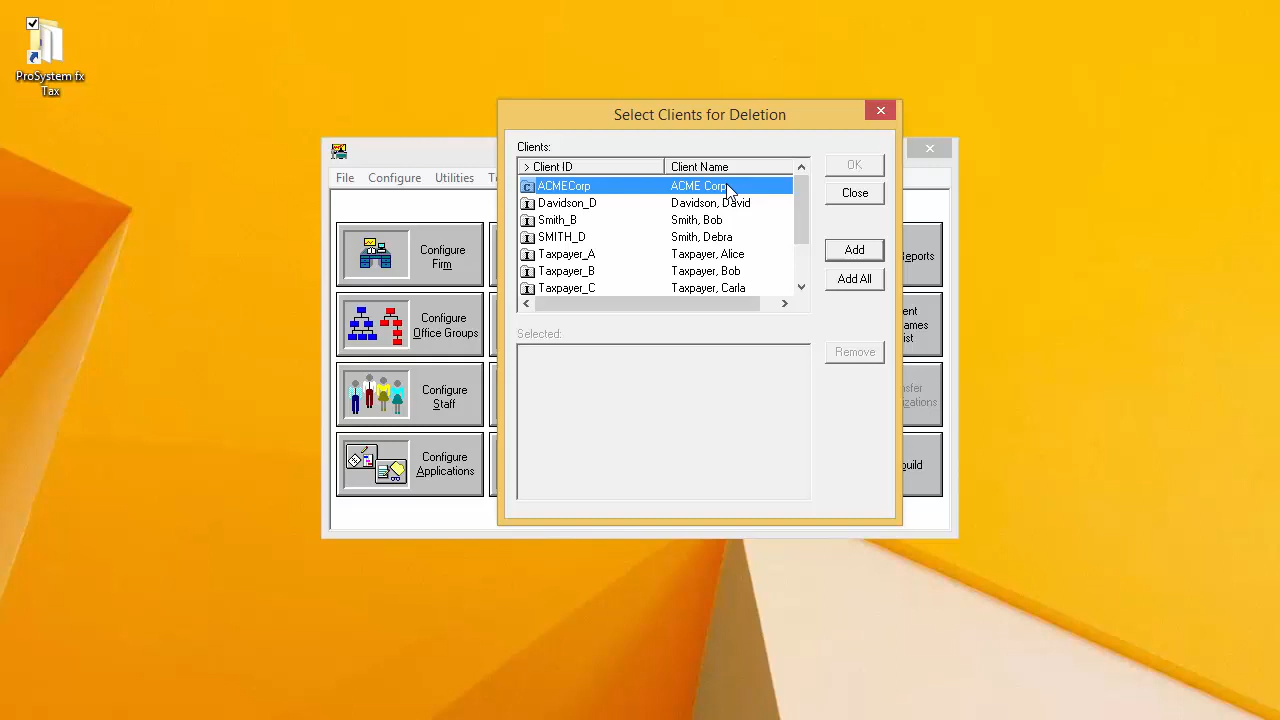 ProSystem fx
Tax
Select Clients for Deletion
File Configure Utilities
Clients:
Client ID Client Name
ACMECorp ACME Corp
Davidson_D Davidson, David
Smith_B Smith, Bob
SMITH_D Smith, Debra
Taxpayer_A Taxpayer, Alice
Taxpayer_B Taxpayer, Bob
Taxpayer_C Taxpayer, Carla
OK
Close
Add
Add All
Selected:
Remove
Configure
Firm
Configure
Office Groups
Configure
Staff
Configure
Applications